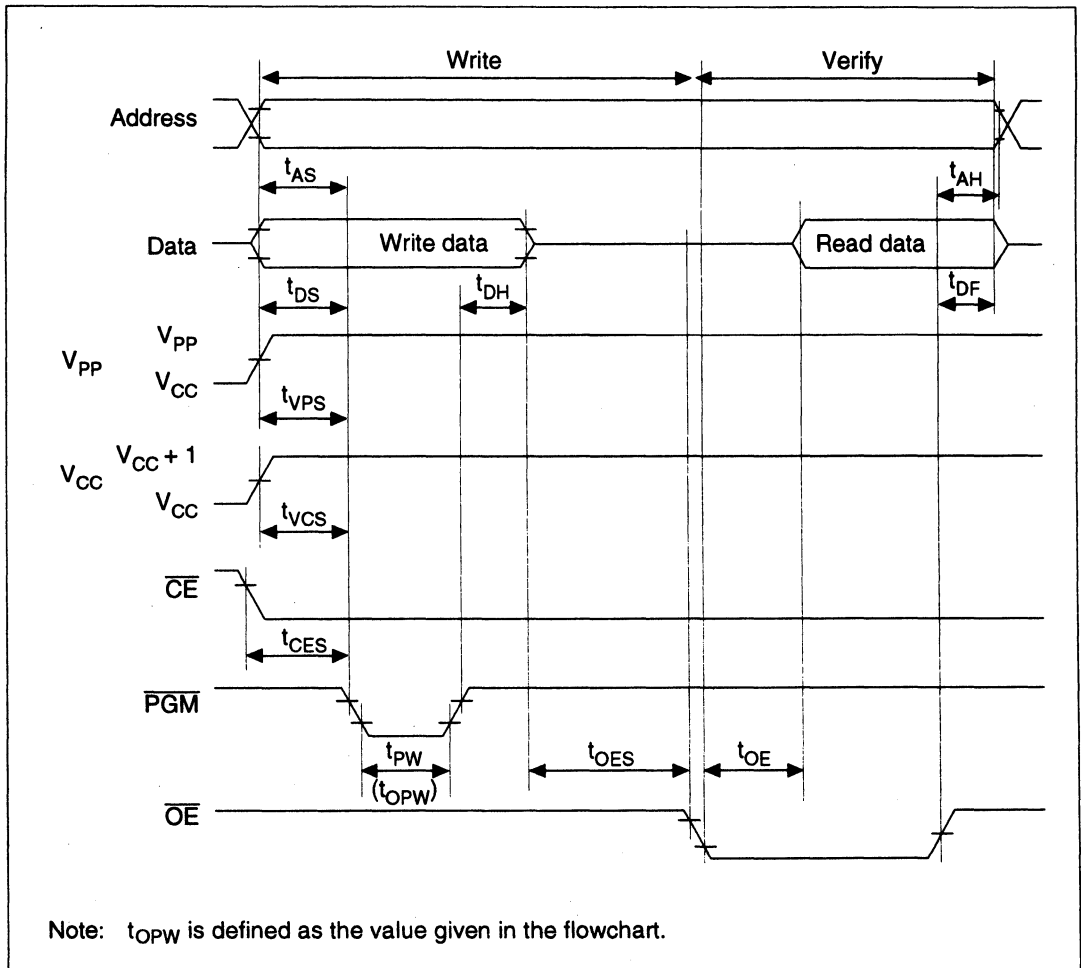 Write
Verify
Address
tAS
tAH
Data
Write data
Read data
tDS
tDH
tDF
VPP
VPP
VCC
tVPS
VCC + 1
VCC
VCC
tVCS
CE
tCES
PGM
tPW
(tOPW)
tOES
tOE
OE
Note: tOPW is defined as the value given in the flowchart.